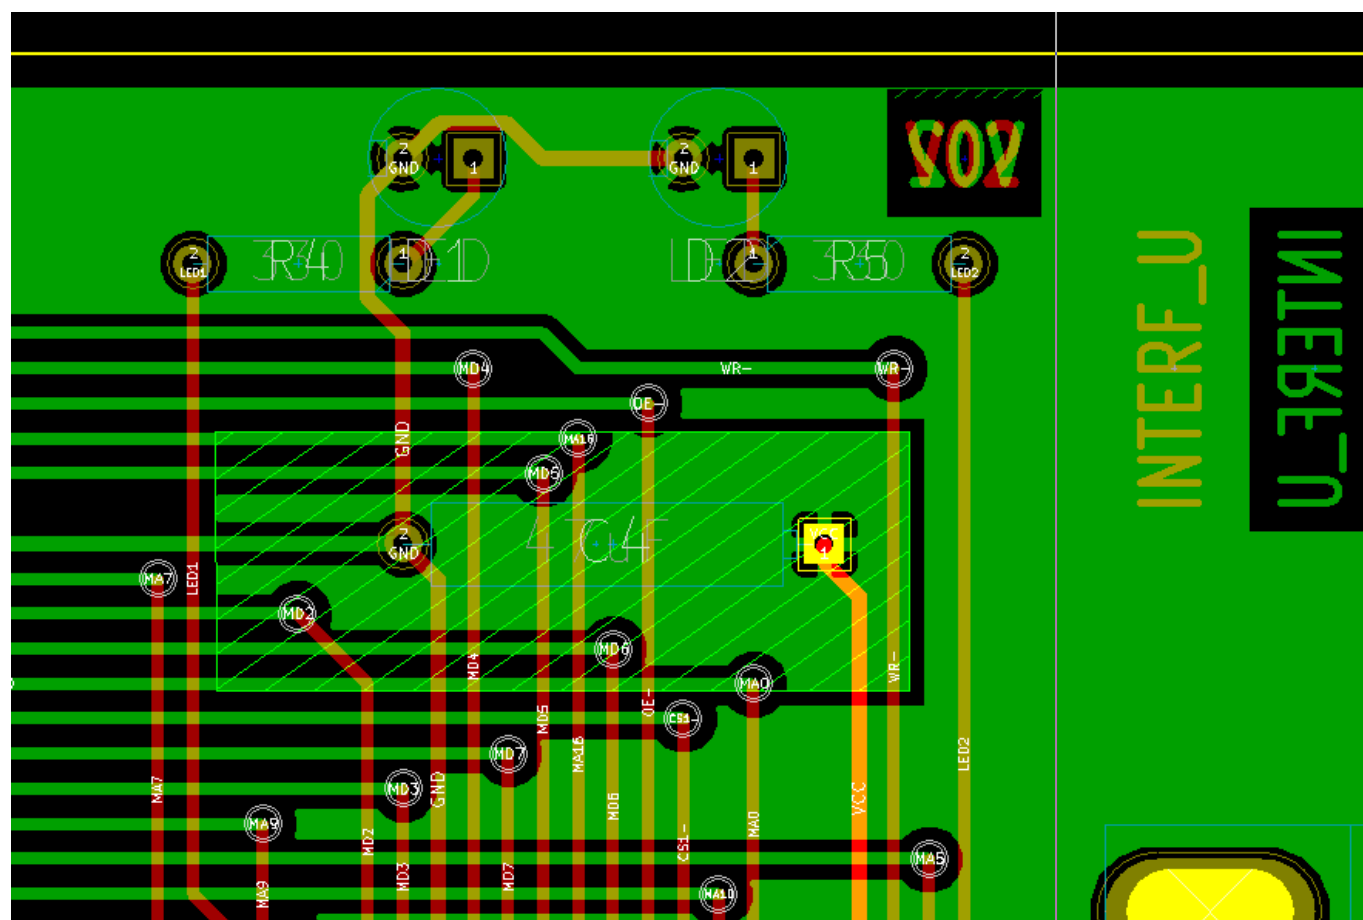 2
GND
1
2
GND
1
2
LED1
1
1
2
LED2
INTERF_U
INTERF_U
MD4
WR-
WR-
OE-
MA16
GND
MD5
2
GND
VCC
1
MA7
LED1
MD2
MD6
MD4
WR-
MA0
OE-
CS1-
MD5
MA16
MD7
LED2
MA7
MD3
GND
MD6
VCC
MA9
MA0
MD2
CS1-
MA5
MD3
MD7
MA9
MA10